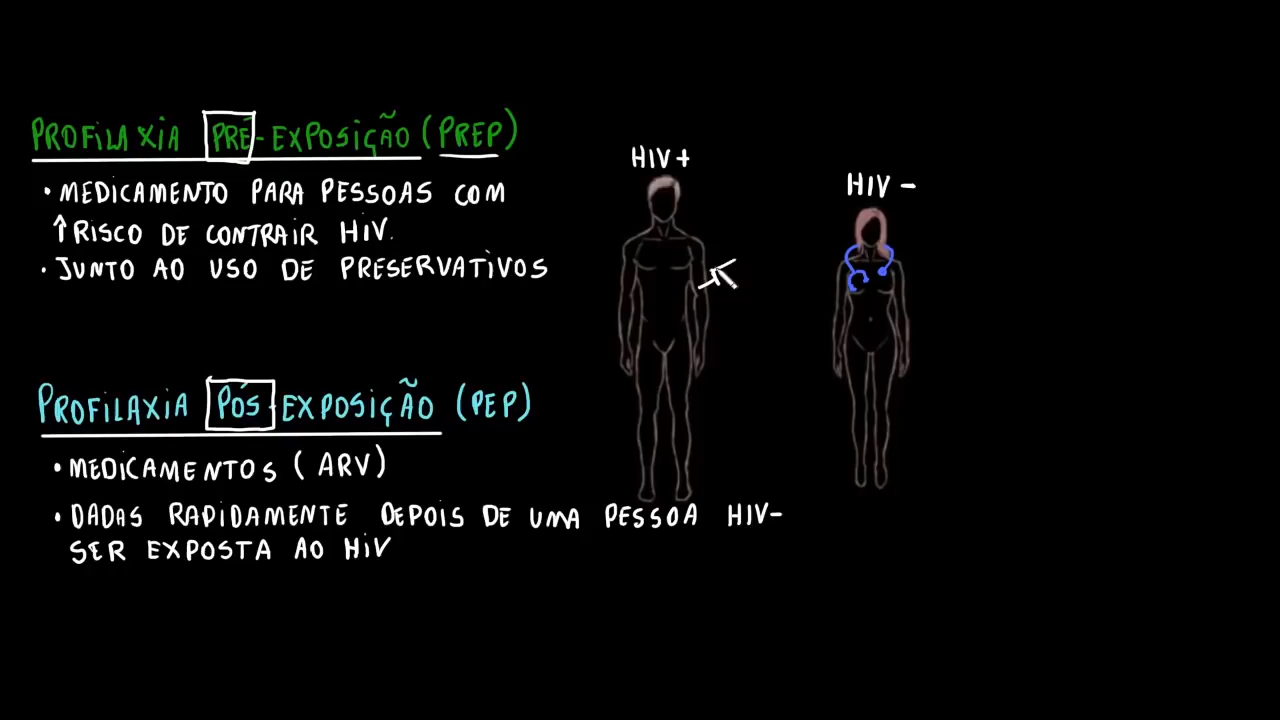 PROFILAXIA PRÉ-EXPOSIÇÃO (PREP)
• MEDICAMENTO PARA PESSOAS COM
↑ RISCO DE CONTRAIR HIV.
• JUNTO AO USO DE PRESERVATIVOS
HIV +
HIV -
PROFILAXIA PÓS-EXPOSIÇÃO (PEP)
• MEDICAMENTOS (ARV)
• DADAS RAPIDAMENTE DEPOIS DE UMA PESSOA HIV-
SER EXPOSTA AO HIV